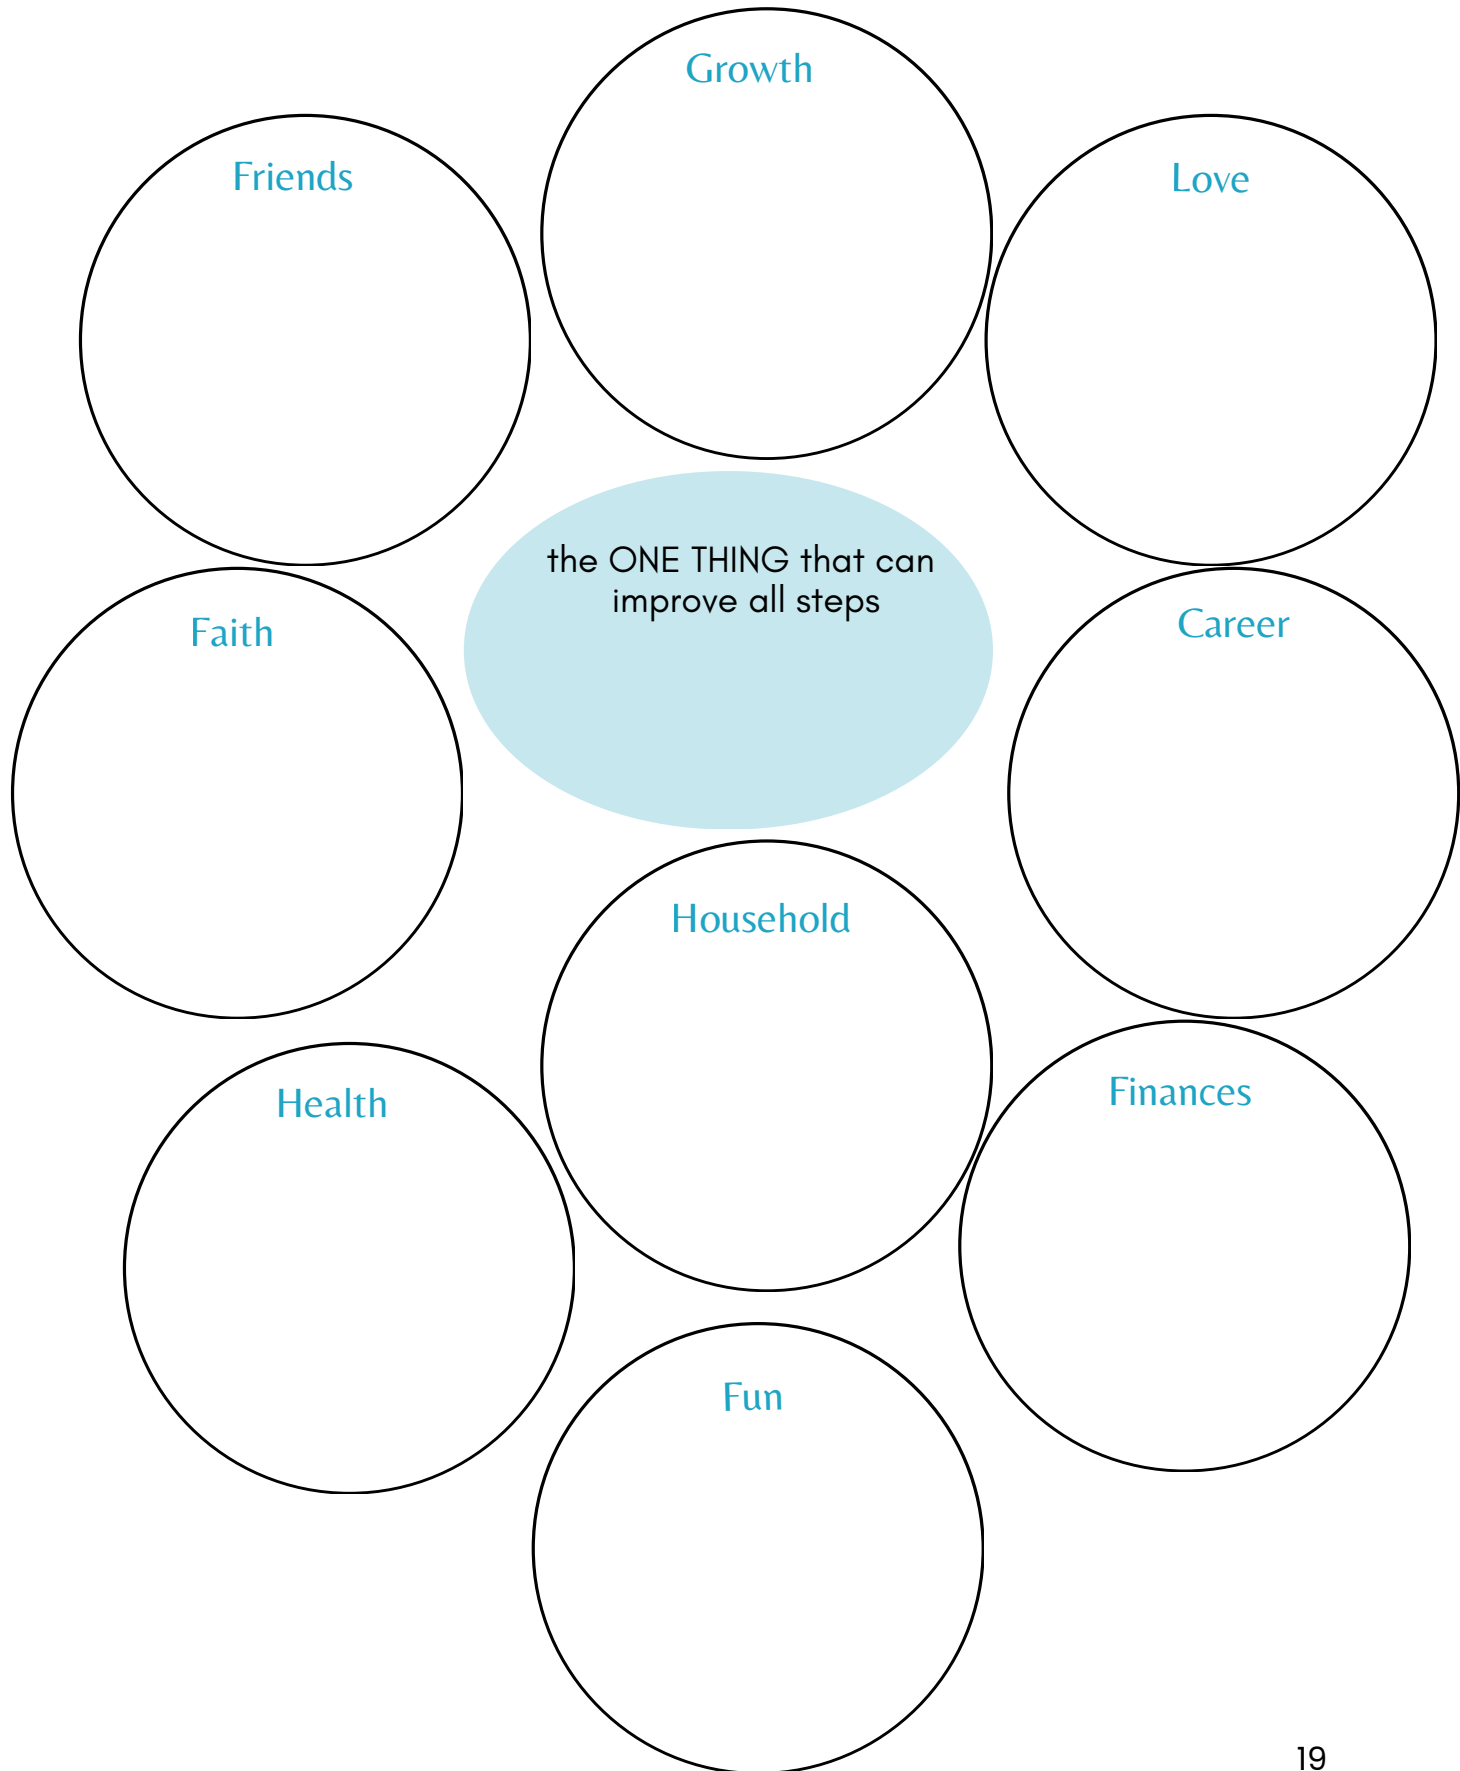 Growth
Friends
Love
the ONE THING that can
improve all steps
Faith
Career
Household
Health
Finances
Fun
19